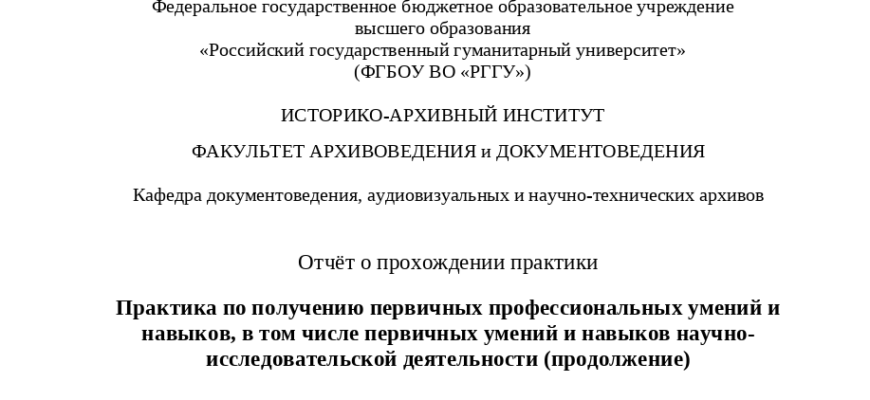 Федеральное государственное бюджетное образовательное учреждение
высшего образования
«Российский государственный гуманитарный университет»
(ФГБОУ ВО «РГГУ»)
ИСТОРИКО-АРХИВНЫЙ ИНСТИТУТ
ФАКУЛЬТЕТ АРХИВОВЕДЕНИЯ и ДОКУМЕНТОВЕДЕНИЯ
Кафедра документоведения, аудиовизуальных и научно-технических архивов
Отчёт о прохождении практики
Практика по получению первичных профессиональных умений и
навыков, в том числе первичных умений и навыков научно-
исследовательской деятельности (продолжение)